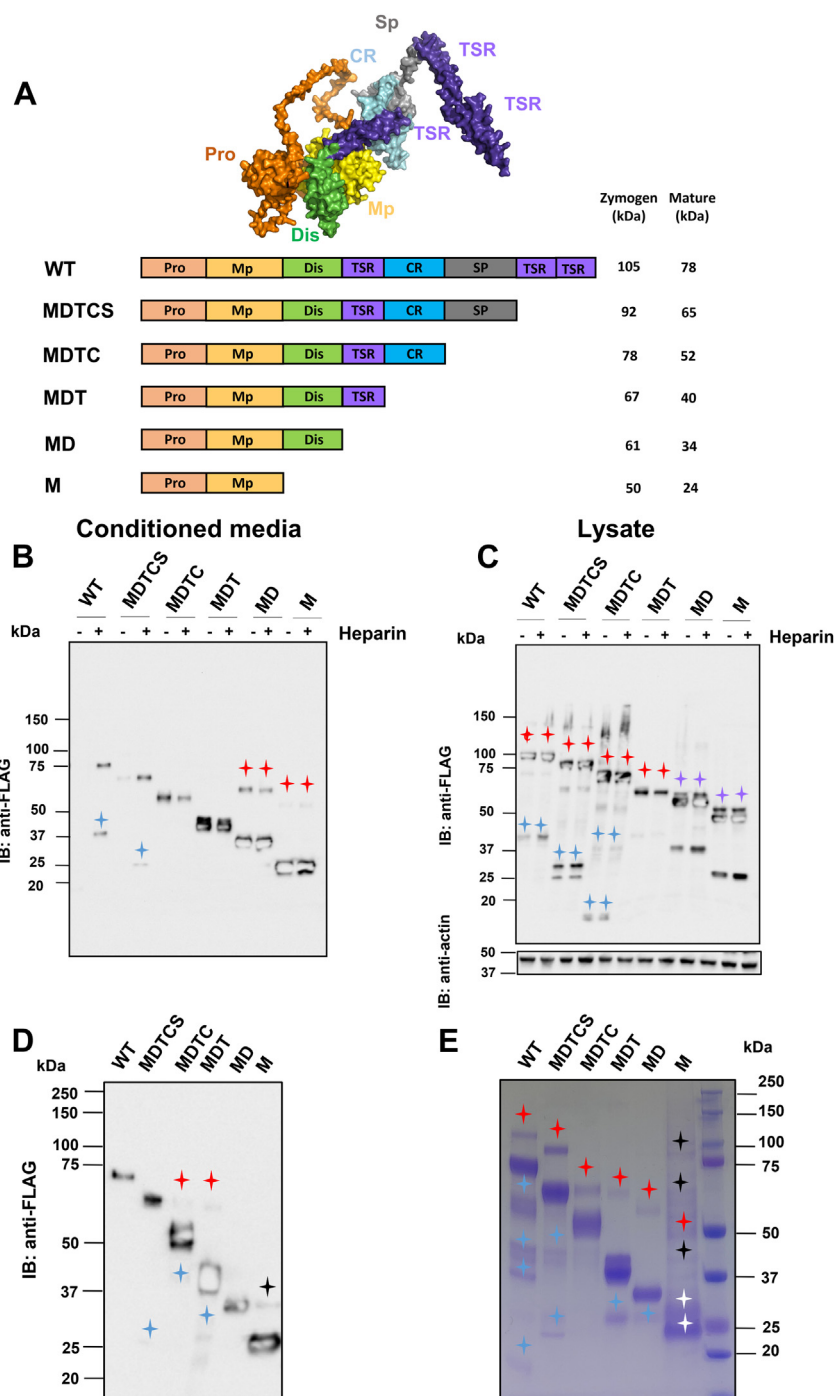 Sp
TSR
CR
A
TSR
TSR
Pro
Mp
Dis
Zymogen (kDa) Mature (kDa)
WT Pro Mp Dis TSR CR SP TSR TSR 105 78
MDTCS Pro Mp Dis TSR CR SP 92 65
MDTC Pro Mp Dis TSR CR 78 52
MDT Pro Mp Dis TSR 67 40
MD Pro Mp Dis 61 34
M Pro Mp 50 24
Conditioned media
B
WT MDTCS MDTC MDT MD M
kDa - + - + - + - + - + - + Heparin
150
100
75
50
37
25
20
IB: anti-FLAG
Lysate
C
WT MDTCS MDTC MDT MD M
kDa - + - + - + - + - + - + Heparin
150
100
75
50
37
25
20
IB: anti-FLAG
50
37
IB: anti-actin
D
kDa WT MDTCS MDTC MDT MD M
250
150
100
75
50
37
25
20
IB: anti-FLAG
E
WT MDTCS MDTC MDT MD M kDa
250
150
100
75
50
37
25
20